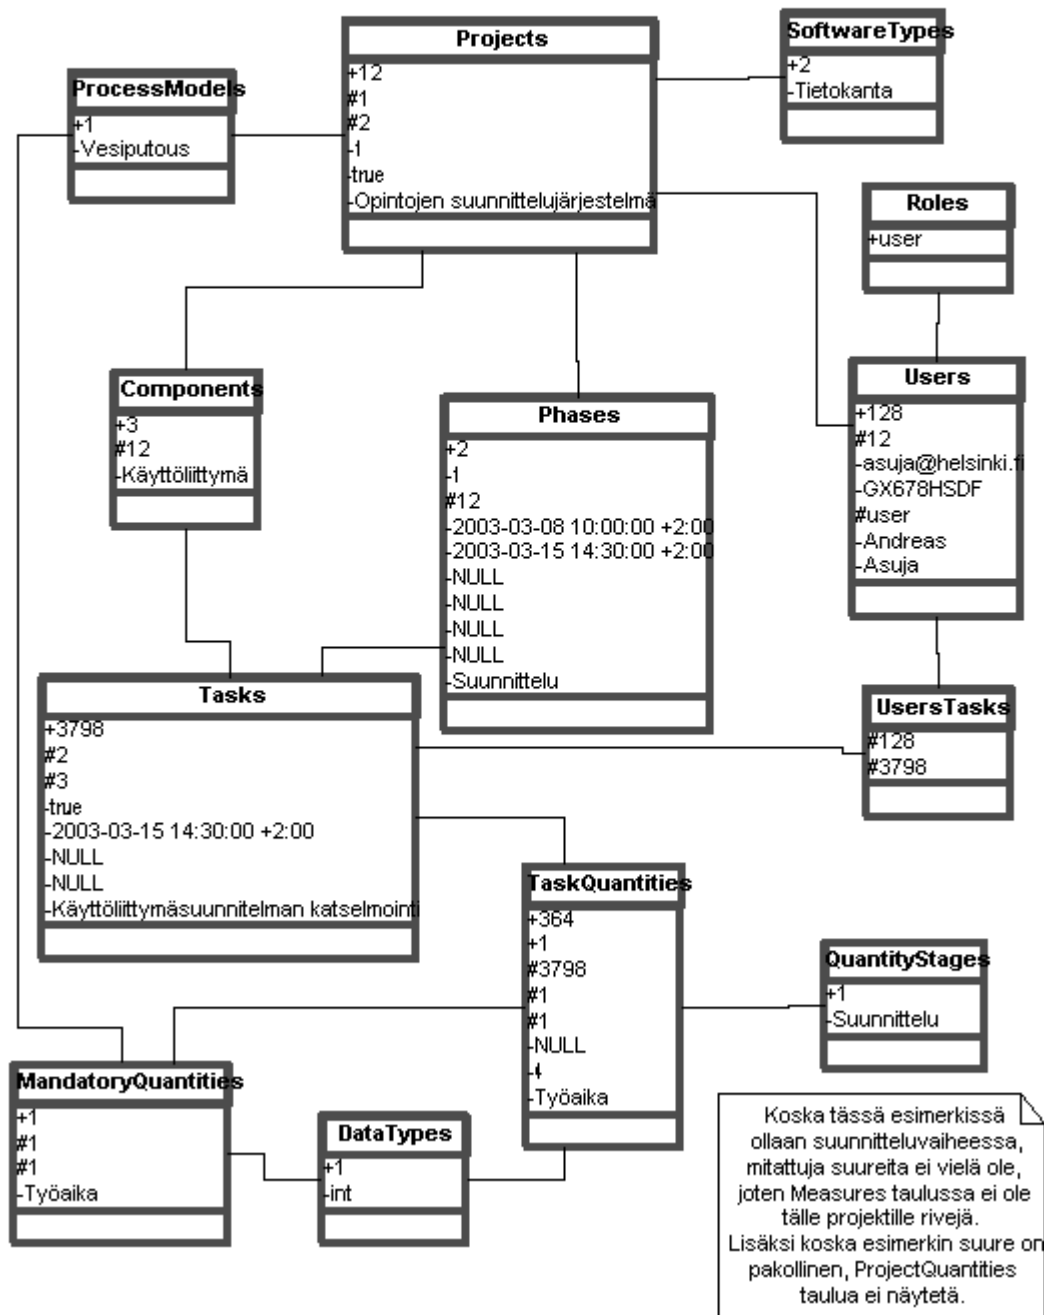 Projects
+12
#1
#2
-1
-true
-Opintojen suunnittelujärjestelmä
SoftwareTypes
+2
-Tietokanta
ProcessModels
+1
-Vesiputous
Roles
+user
Components
+3
#12
-Käyttöliittymä
Phases
+2
-1
#12
-2003-03-08 10:00:00 +2:00
-2003-03-15 14:30:00 +2:00
-NULL
-NULL
-NULL
-NULL
-Suunnittelu
Users
+128
#12
-asuja@helsinki.fi
-GX678HSDF
#user
-Andreas
-Asuja
Tasks
+3798
#2
#3
-true
-2003-03-15 14:30:00 +2:00
-NULL
-NULL
-Käyttöliittymäsuunnitelman katselmointi
UsersTasks
#128
#3798
TaskQuantities
+364
+1
#3798
#1
#1
-NULL
-4
-Työaika
QuantityStages
+1
-Suunnittelu
MandatoryQuantities
+1
#1
#1
-Työaika
DataTypes
+1
-int
Koska tässä esimerkissä
ollaan suunnitteluvaiheessa,
mitattuja suureita ei vielä ole,
joten Measures taulussa ei ole
tälle projektille rivejä.
Lisäksi koska esimerkin suure on
pakollinen, ProjectQuantities
taulua ei näytetä.